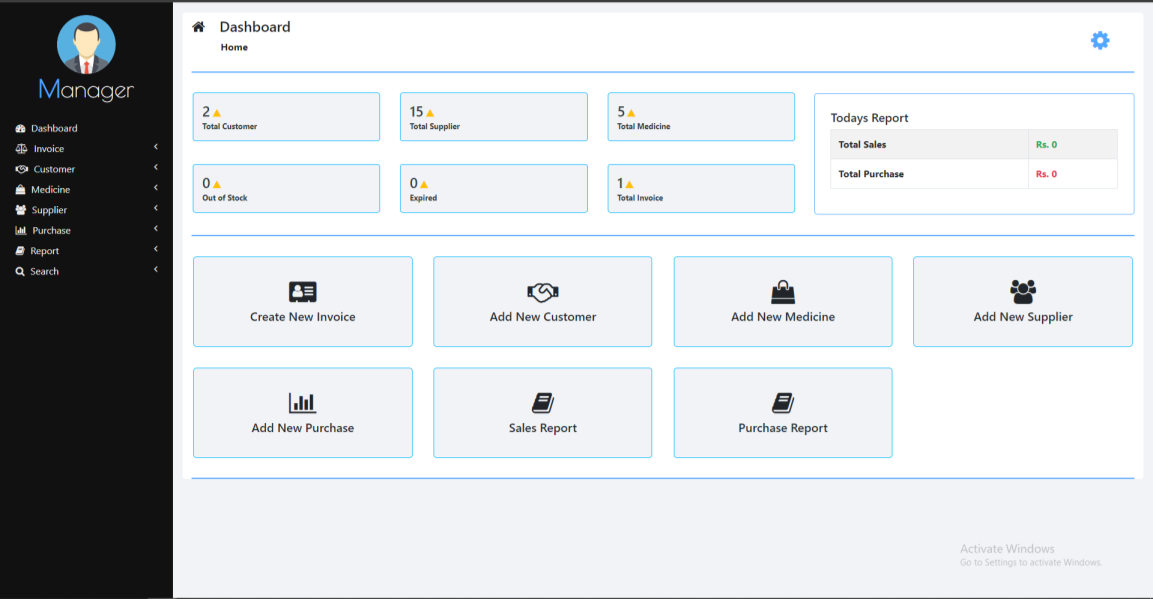 Manager
Dashboard
Invoice
Customer
Medicine
Supplier
Purchase
Report
Search
Dashboard
Home
2
Total Customer
15
Total Supplier
5
Total Medicine
0
Out of Stock
0
Expired
1
Total Invoice
Todays Report
Total Sales Rs. 0
Total Purchase Rs. 0
Create New Invoice
Add New Customer
Add New Medicine
Add New Supplier
Add New Purchase
Sales Report
Purchase Report
Activate Windows
Go to Settings to activate Windows.